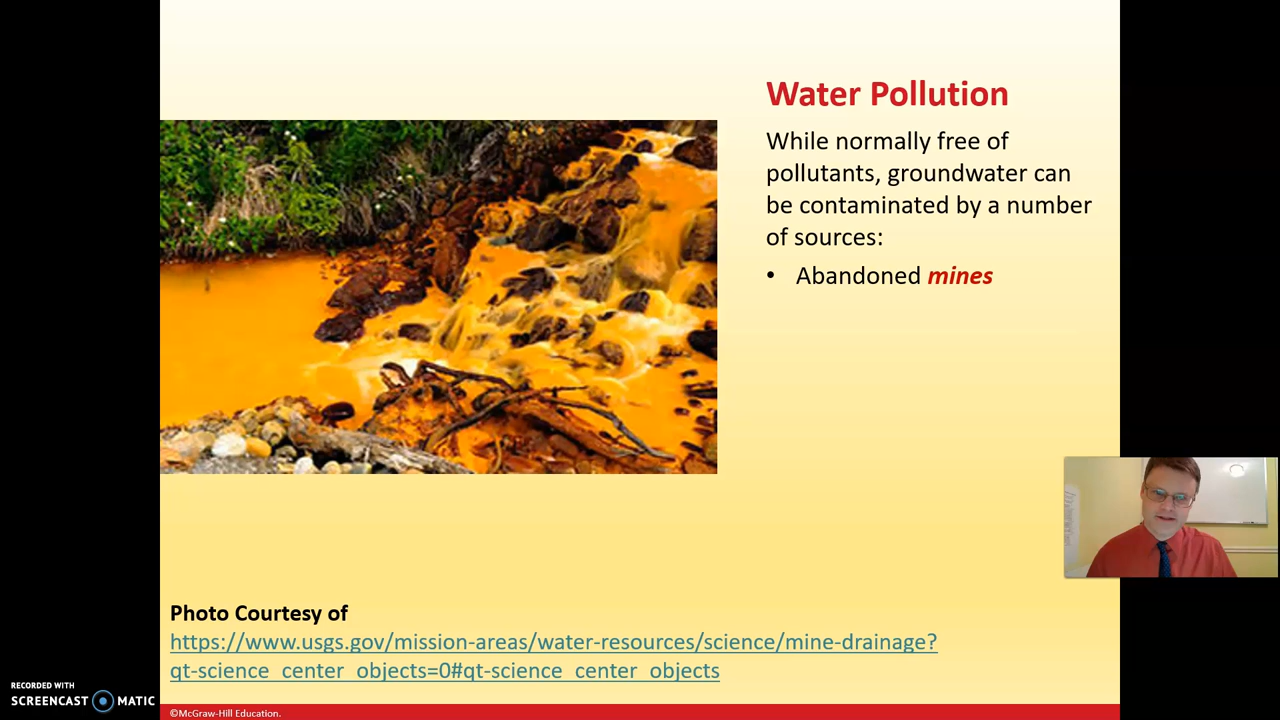 Water Pollution
While normally free of
pollutants, groundwater can
be contaminated by a number
of sources:
• Abandoned mines
Photo Courtesy of
https://www.usgs.gov/mission-areas/water-resources/science/mine-drainage?
qt-science_center_objects=0#qt-science_center_objects
RECORDED WITH
SCREENCAST MATIC
©McGraw-Hill Education.